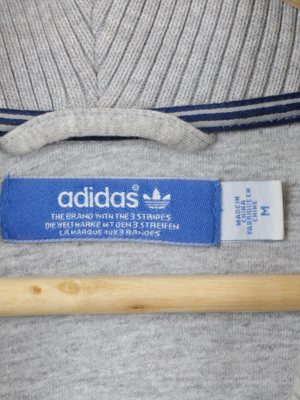 adidas
THE BRAND WITH THE 3 STRIPES
DIE WELTMARKE MIT DEN 3 STREIFEN
LA MARQUE AUX 3 BANDES
MADE IN
CHINA
FABRIQUE EN
CHINE
M